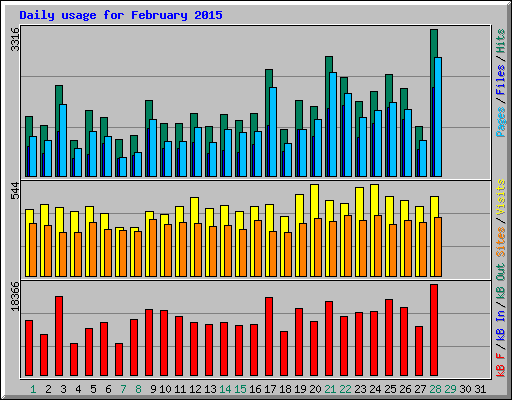 Daily usage for February 2015
3316
Pages / Files / Hits
544
Sites / Visits
18366
kB F / kB In / kB Out
1 2 3 4 5 6 7 8 9 10 11 12 13 14 15 16 17 18 19 20 21 22 23 24 25 26 27 28 29 30 31